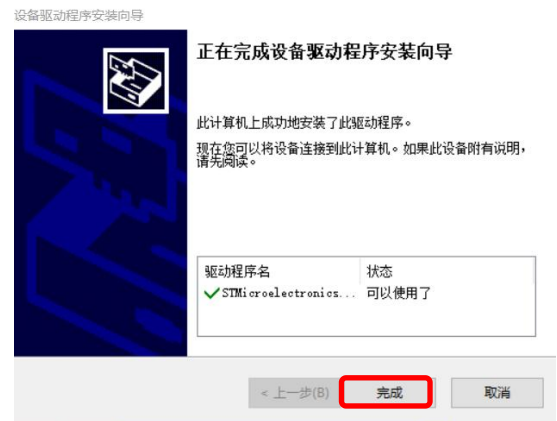 设备驱动程序安装向导
正在完成设备驱动程序安装向导
此计算机上成功地安装了此驱动程序。
现在您可以将设备连接到此计算机。如果此设备附有说明，
请先阅读。
驱动程序名 状态
STMicroelectronics... 可以使用了
< 上一步(B) 完成 取消